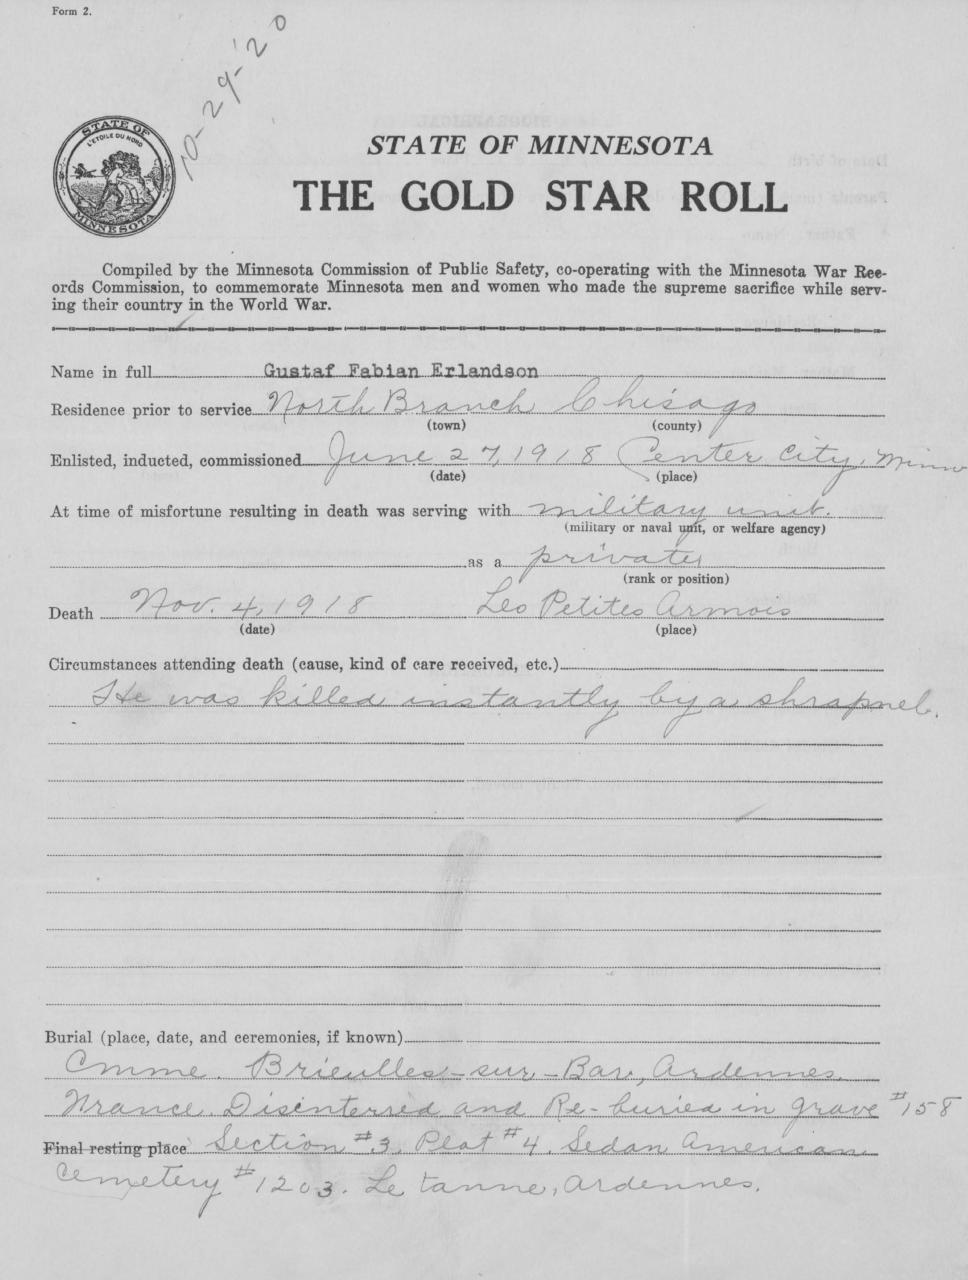 Form 2.
10-29-'20
STATE OF
L'ETOILE DU NORD
MINNESOTA
STATE OF MINNESOTA
THE GOLD STAR ROLL
Compiled by the Minnesota Commission of Public Safety, co-operating with the Minnesota War Rec-
ords Commission, to commemorate Minnesota men and women who made the supreme sacrifice while serv-
ing their country in the World War.
Name in full Gustaf Fabian Erlandson
Residence prior to service North Branch Chisago
(town) (county)
Enlisted, inducted, commissioned June 27, 1918 Center City, Minn
(date) (place)
At time of misfortune resulting in death was serving with military unit.
(military or naval unit, or welfare agency)
as a private
(rank or position)
Death Nov. 4, 1918 Les Petites Armois
(date) (place)
Circumstances attending death (cause, kind of care received, etc.)
He was killed instantly by a shrapnel.
Burial (place, date, and ceremonies, if known)
Cmme. Brieulles-sur-Bar, Ardennes
France. Disinterred and Re-buried in grave #158
Final resting place Section #3, Plat #4. Sedan American
Cemetery #1203. Le tanne, Ardennes.